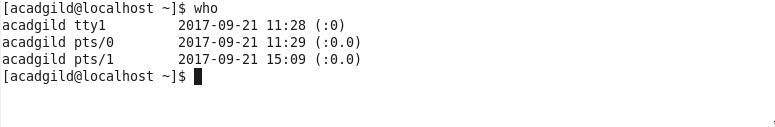 [acadgild@localhost ~]$ who
acadgild tty1         2017-09-21 11:28 (:0)
acadgild pts/0        2017-09-21 11:29 (:0.0)
acadgild pts/1        2017-09-21 15:09 (:0.0)
[acadgild@localhost ~]$